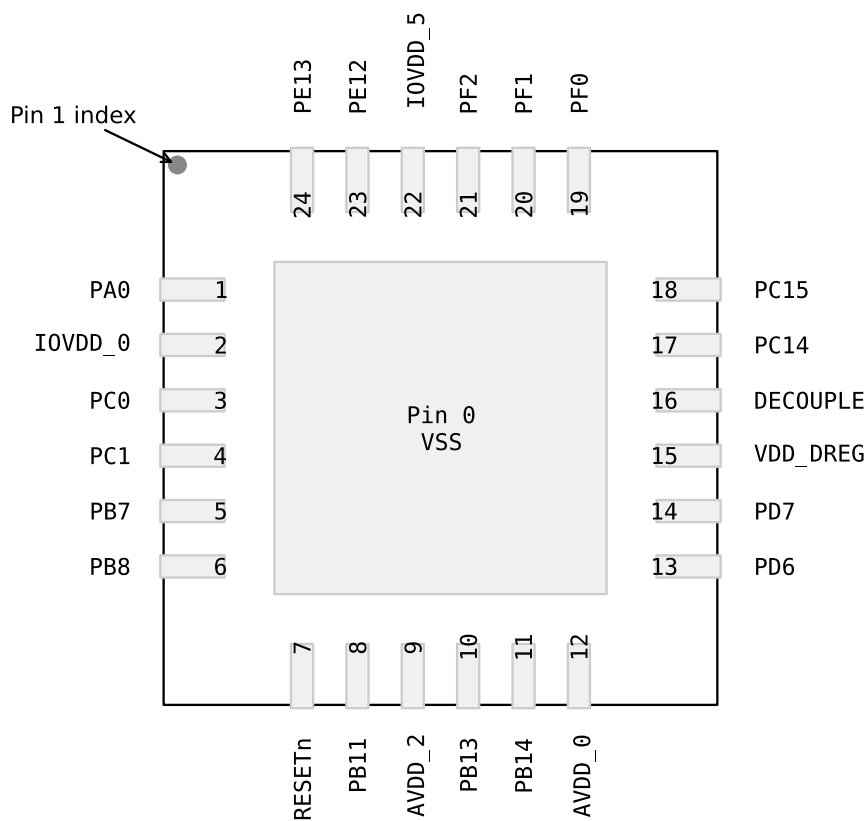 PE13
PE12
IOVDD_5
PF2
PF1
PF0
Pin 1 index
24
23
22
21
20
19
PA0 1
18 PC15
IOVDD_0 2
17 PC14
PC0 3
16 DECOUPLE
Pin 0
VSS
PC1 4
15 VDD_DREG
PB7 5
14 PD7
PB8 6
13 PD6
7
8
9
10
11
12
RESETn
PB11
AVDD_2
PB13
PB14
AVDD_0